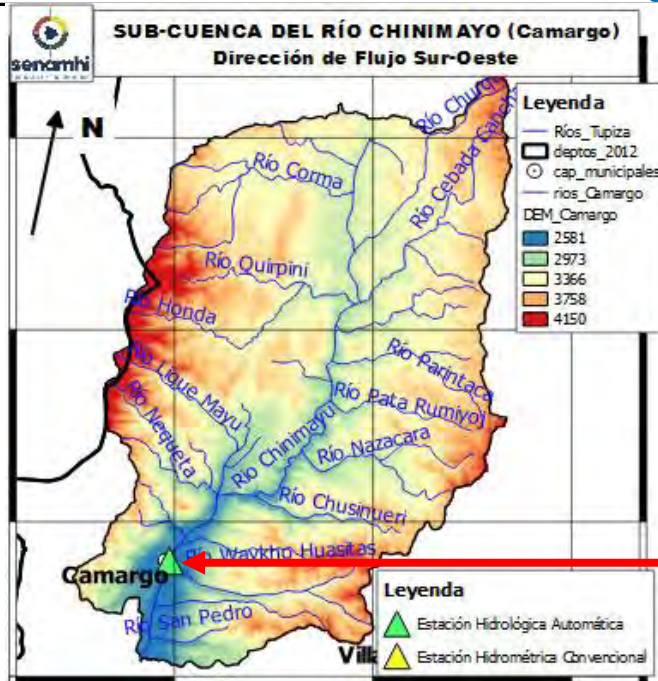 senamhi
SUB-CUENCA DEL RÍO CHINIMAYO (Camargo)
Dirección de Flujo Sur-Oeste
N
Leyenda
Ríos_Tupiza
deptos_2012
cap_municipales
rios_Camargo
DEM_Camargo
2581
2973
3366
3758
4150
Río Churqu
Río Cebada Cancha
Río Corma
Río Quirpini
Río Honda
Río Parintaca
Río Lique Mayu
Río Pata Rumiyoj
Río Nequeta
Río Chinimayu
Río Nazacara
Río Chusinueri
Río Waykho Huasitas
Camargo
Río San Pedro
Villa
Leyenda
Estación Hidrológica Automática
Estación Hidrométrica Convencional